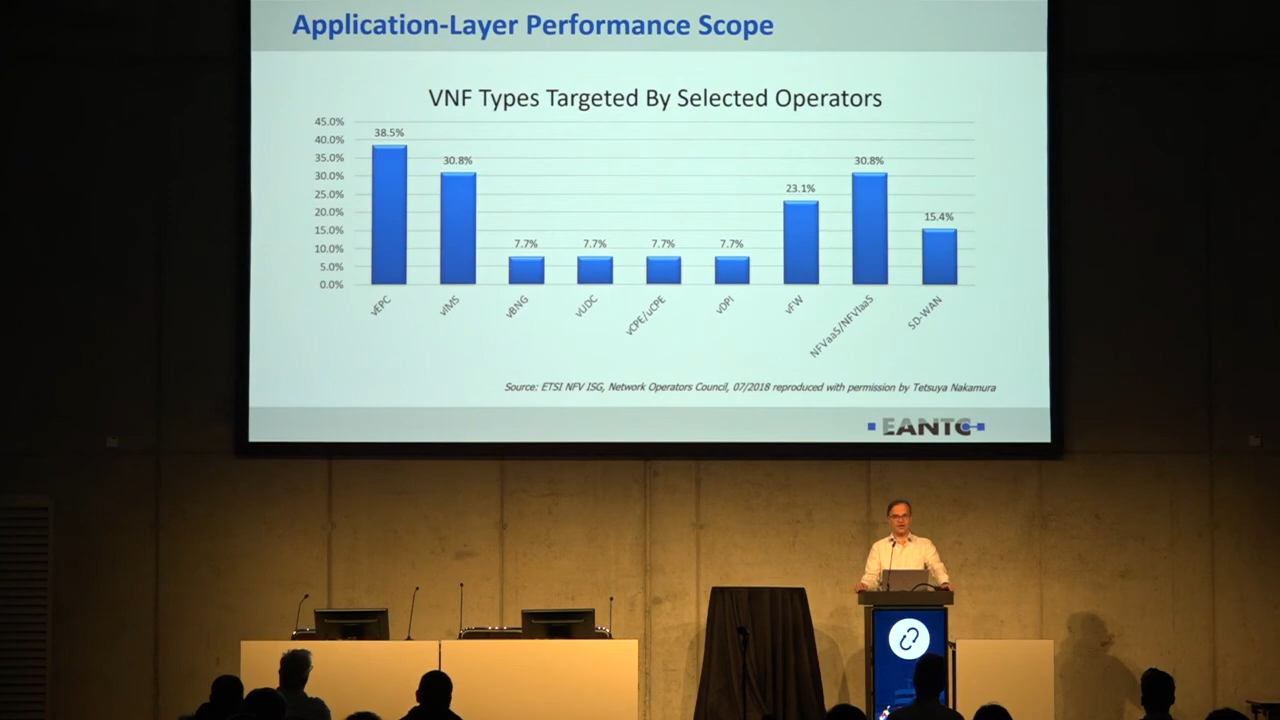 Application-Layer Performance Scope
VNF Types Targeted By Selected Operators
45.0%
40.0%
35.0%
30.0%
25.0%
20.0%
15.0%
10.0%
5.0%
0.0%
38.5%
30.8%
7.7%
7.7%
7.7%
7.7%
23.1%
30.8%
15.4%
vEPC
vIMS
vBNG
vUDC
vCPE/uCPE
vDPI
vFW
NFVaaS/NFVIaaS
SD-WAN
Source: ETSI NFV ISG, Network Operators Council, 07/2018 reproduced with permission by Tetsuya Nakamura
EANTC